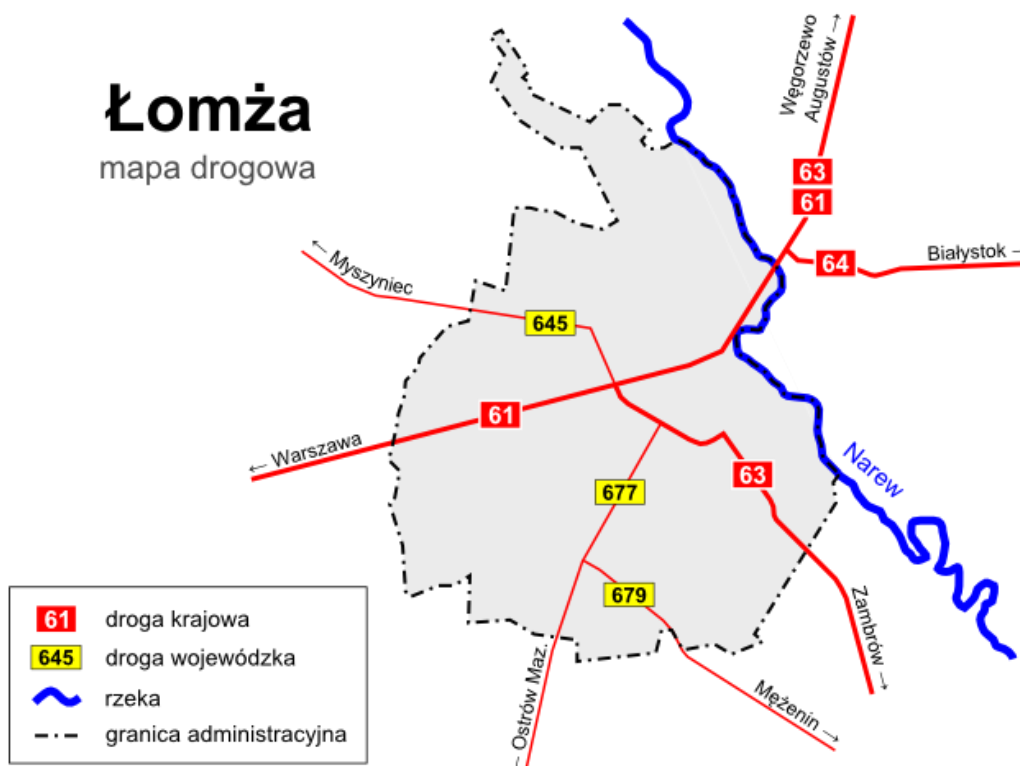 Łomża
mapa drogowa
Węgorzewo
Augustów →
63
61
64
Białystok →
← Myszyniec
645
61
← Warszawa
63
677
679
Narew
Zambrów →
Mężenin →
← Ostrów Maz.
61 droga krajowa
645 droga wojewódzka
rzeka
granica administracyjna